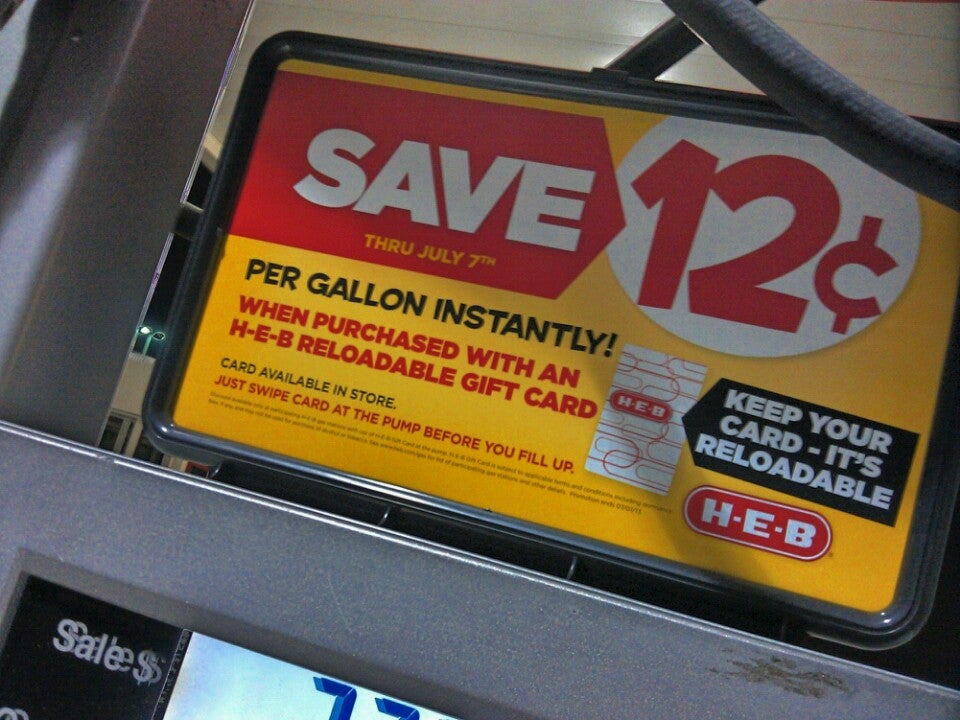 SAVE
12¢
THRU JULY 7TH
PER GALLON INSTANTLY!
WHEN PURCHASED WITH AN
H-E-B RELOADABLE GIFT CARD
CARD AVAILABLE IN STORE.
JUST SWIPE CARD AT THE PUMP BEFORE YOU FILL UP.
H-E-B
KEEP YOUR
CARD - IT'S
RELOADABLE
H-E-B
Sale $